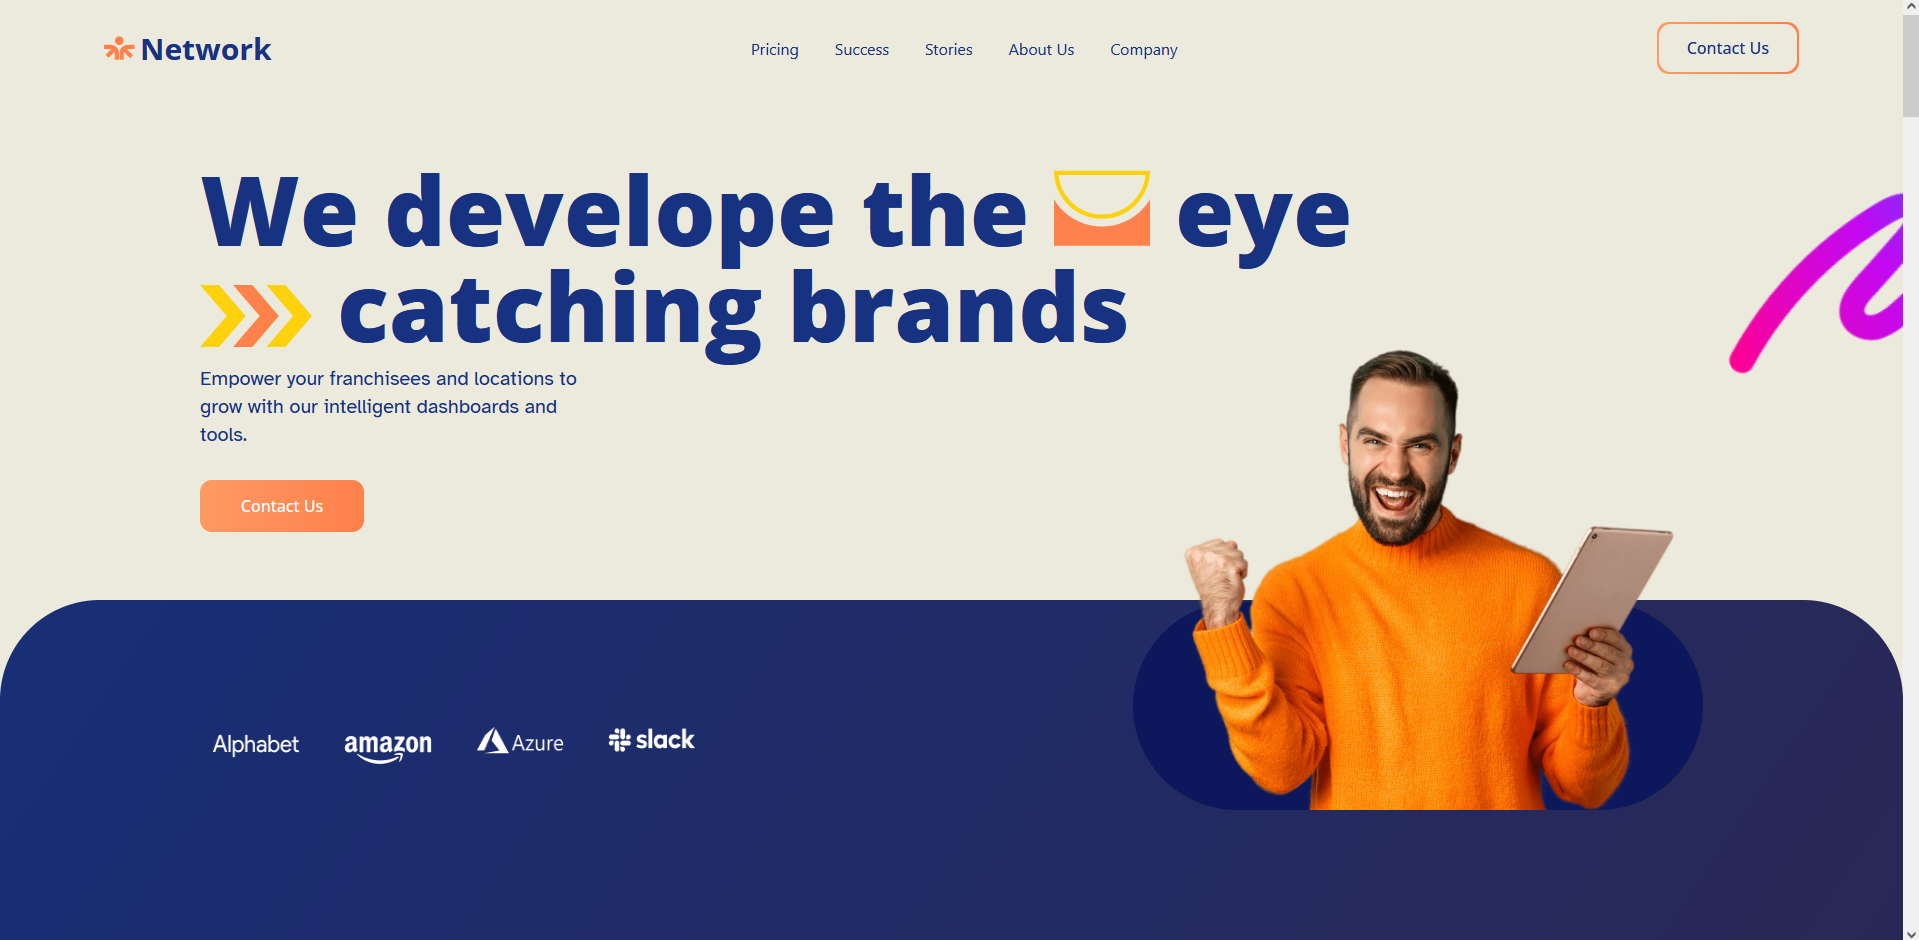 Network
Pricing Success Stories About Us Company
Contact Us
We develope the eye
catching brands
Empower your franchisees and locations to
grow with our intelligent dashboards and
tools.
Contact Us
Alphabet amazon Azure slack